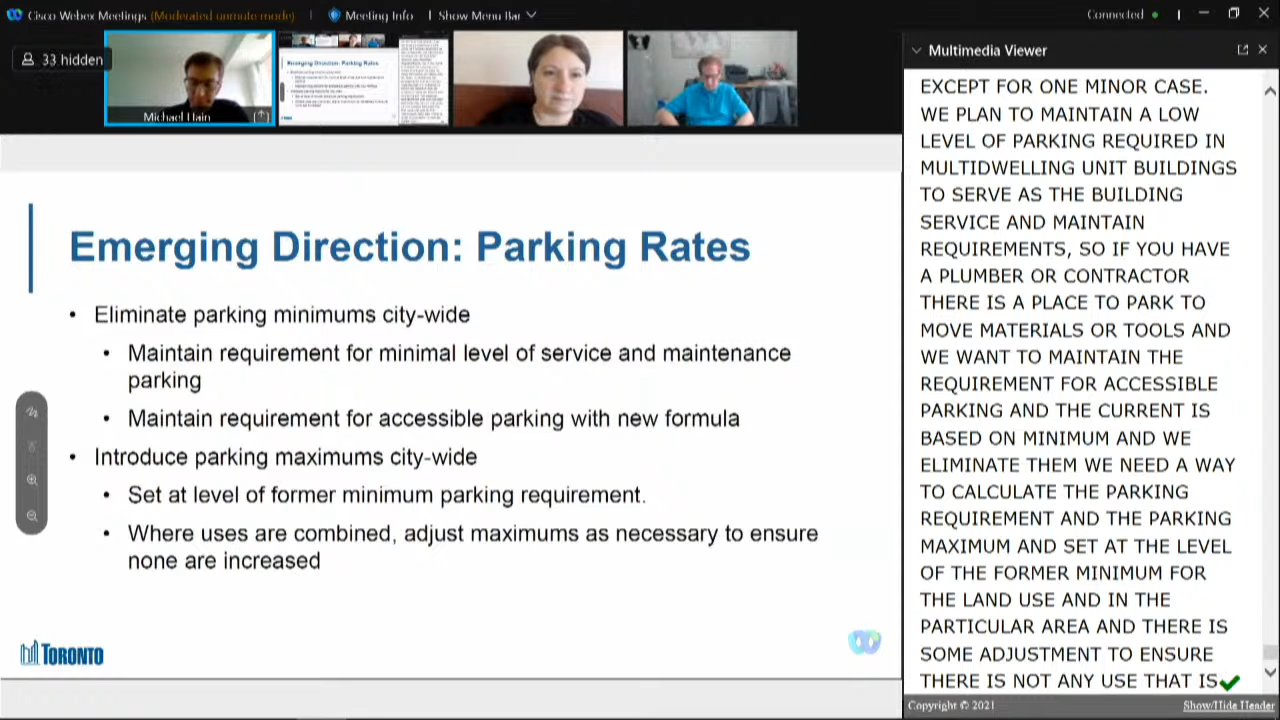 Cisco Webex Meetings (Moderated unmute mode) | Meeting Info | Show Menu Bar
Connected
33 hidden
Michael Hain
Emerging Direction: Parking Rates
Multimedia Viewer
Emerging Direction: Parking Rates
• Eliminate parking minimums city-wide
• Maintain requirement for minimal level of service and maintenance
parking
• Maintain requirement for accessible parking with new formula
• Introduce parking maximums city-wide
• Set at level of former minimum parking requirement.
• Where uses are combined, adjust maximums as necessary to ensure
none are increased
TORONTO
EXCEPT FOR ONE MAJOR CASE.
WE PLAN TO MAINTAIN A LOW
LEVEL OF PARKING REQUIRED IN
MULTIDWELLING UNIT BUILDINGS
TO SERVE AS THE BUILDING
SERVICE AND MAINTAIN
REQUIREMENTS, SO IF YOU HAVE
A PLUMBER OR CONTRACTOR
THERE IS A PLACE TO PARK TO
MOVE MATERIALS OR TOOLS AND
WE WANT TO MAINTAIN THE
REQUIREMENT FOR ACCESSIBLE
PARKING AND THE CURRENT IS
BASED ON MINIMUM AND WE
ELIMINATE THEM WE NEED A WAY
TO CALCULATE THE PARKING
REQUIREMENT AND THE PARKING
MAXIMUM AND SET AT THE LEVEL
OF THE FORMER MINIMUM FOR
THE LAND USE AND IN THE
PARTICULAR AREA AND THERE IS
SOME ADJUSTMENT TO ENSURE
THERE IS NOT ANY USE THAT IS
Copyright © 2021
Show/Hide Header